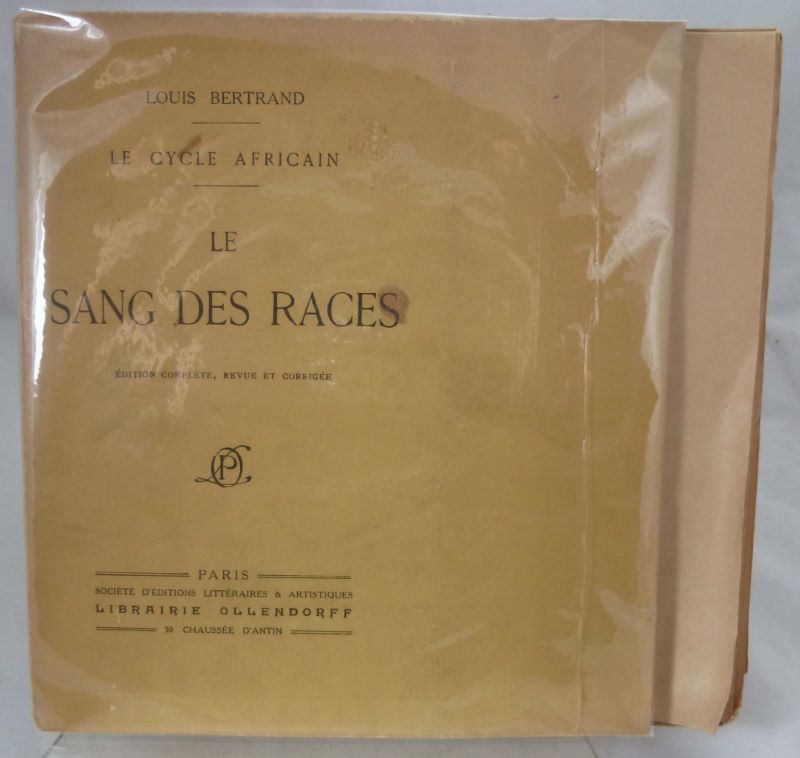 LOUIS BERTRAND
LE CYCLE AFRICAIN
LE
SANG DES RACES
ÉDITION COMPLÈTE, REVUE ET CORRIGÉE
PARIS
SOCIÉTÉ D'ÉDITIONS LITTÉRAIRES & ARTISTIQUES
LIBRAIRIE OLLENDORFF
50 CHAUSSÉE D'ANTIN